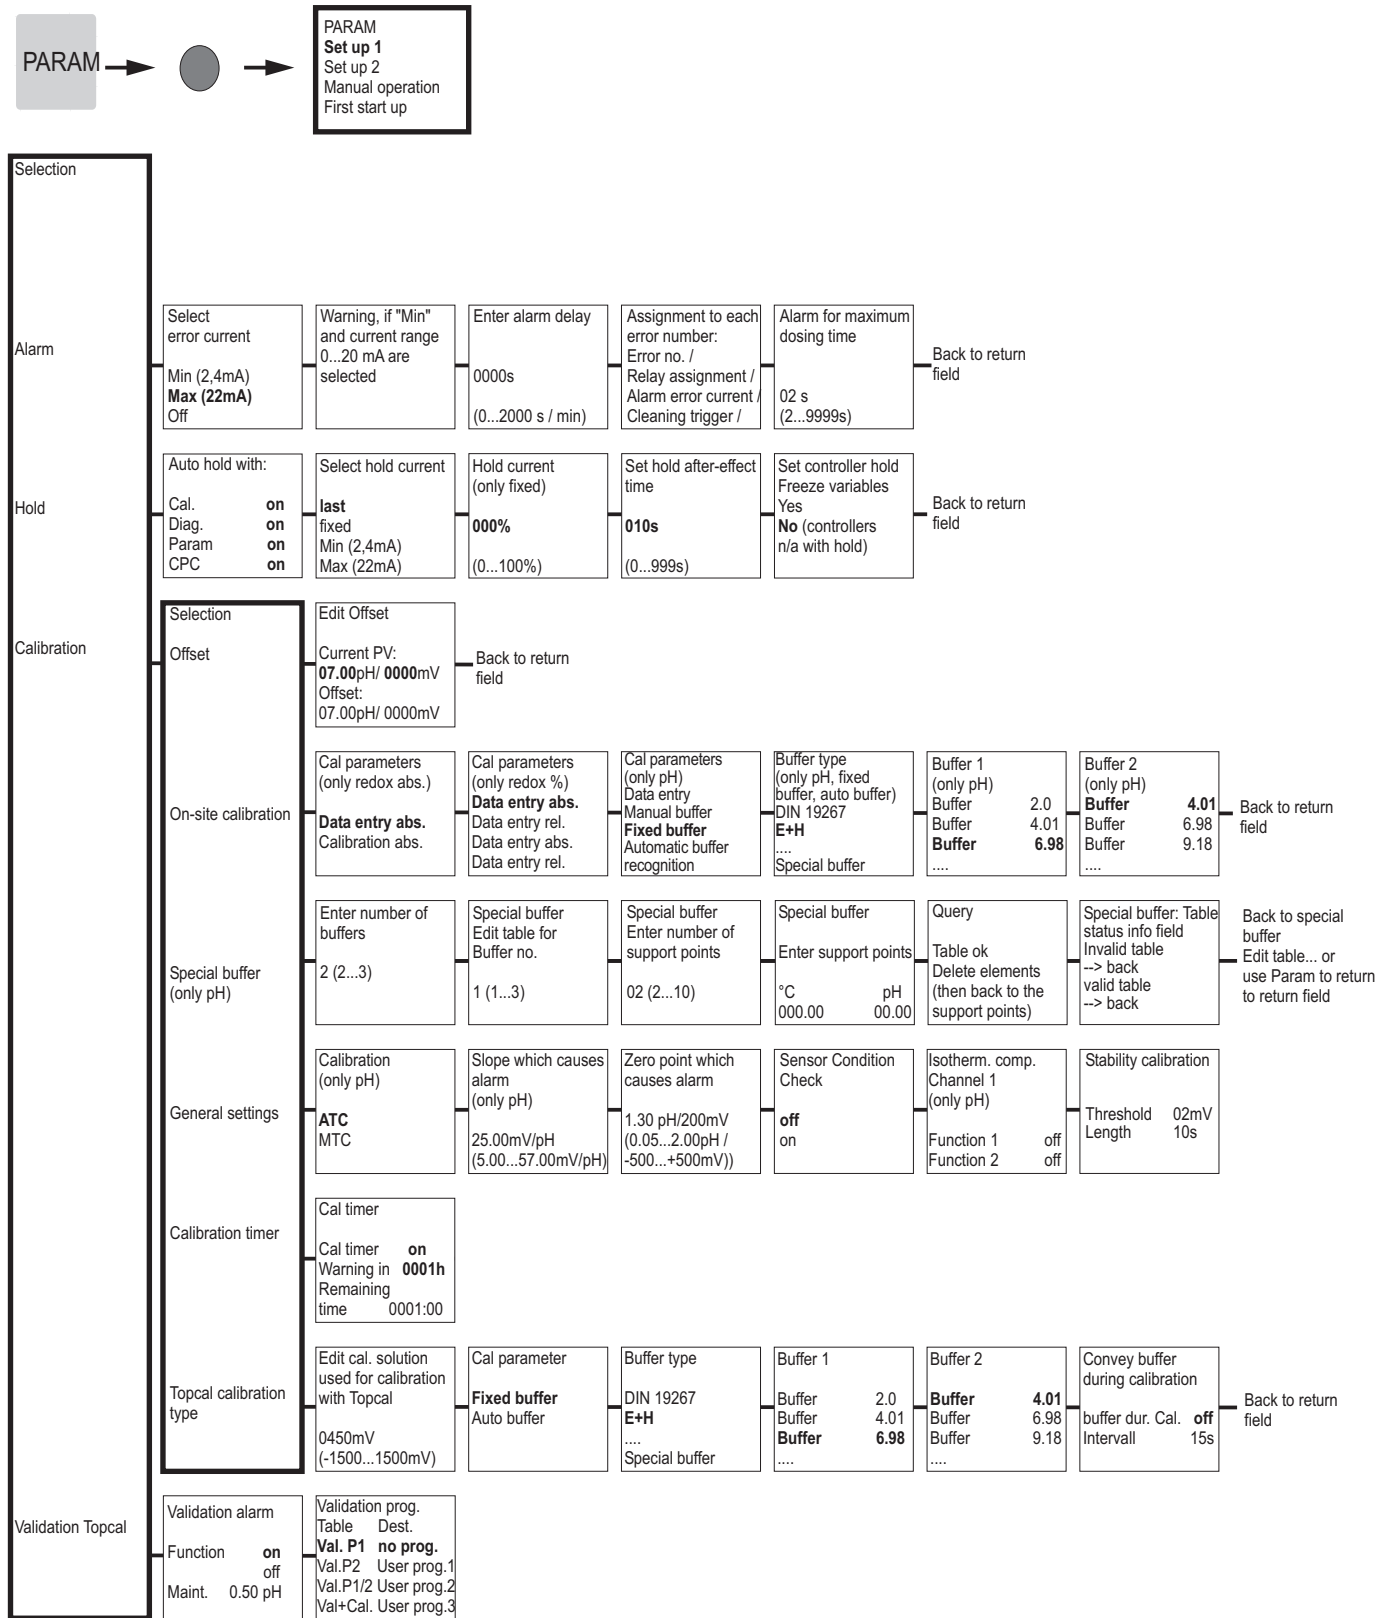 PARAM
PARAM
Set up 1
Set up 2
Manual operation
First start up
Selection
Alarm
Select
error current
Min (2,4mA)
Max (22mA)
Off
Warning, if "Min"
and current range
0...20 mA are
selected
Enter alarm delay
0000s
(0...2000 s / min)
Assignment to each
error number:
Error no. /
Relay assignment /
Alarm error current /
Cleaning trigger /
Alarm for maximum
dosing time
02 s
(2...9999s)
Back to return
field
Hold
Auto hold with:
Cal. on
Diag. on
Param on
CPC on
Select hold current
last
fixed
Min (2,4mA)
Max (22mA)
Hold current
(only fixed)
000%
(0...100%)
Set hold after-effect
time
010s
(0...999s)
Set controller hold
Freeze variables
Yes
No (controllers
n/a with hold)
Back to return
field
Calibration
Selection
Offset
Edit Offset
Current PV:
07.00pH/ 0000mV
Offset:
07.00pH/ 0000mV
Back to return
field
On-site calibration
Cal parameters
(only redox abs.)
Data entry abs.
Calibration abs.
Cal parameters
(only redox %)
Data entry abs.
Data entry rel.
Data entry abs.
Data entry rel.
Cal parameters
(only pH)
Data entry
Manual buffer
Fixed buffer
Automatic buffer
recognition
Buffer type
(only pH, fixed
buffer, auto buffer)
DIN 19267
E+H
....
Special buffer
Buffer 1
(only pH)
Buffer 2.0
Buffer 4.01
Buffer 6.98
....
Buffer 2
(only pH)
Buffer 4.01
Buffer 6.98
Buffer 9.18
....
Back to return
field
Special buffer
(only pH)
Enter number of
buffers
2 (2...3)
Special buffer
Edit table for
Buffer no.
1 (1...3)
Special buffer
Enter number of
support points
02 (2...10)
Special buffer
Enter support points
°C pH
000.00 00.00
Query
Table ok
Delete elements
(then back to the
support points)
Special buffer: Table
status info field
Invalid table
--> back
valid table
--> back
Back to special
buffer
Edit table... or
use Param to return
to return field
General settings
Calibration
(only pH)
ATC
MTC
Slope which causes
alarm
(only pH)
25.00mV/pH
(5.00...57.00mV/pH)
Zero point which
causes alarm
1.30 pH/200mV
(0.05...2.00pH /
-500...+500mV))
Sensor Condition
Check
off
on
Isotherm. comp.
Channel 1
(only pH)
Function 1 off
Function 2 off
Stability calibration
Threshold 02mV
Length 10s
Calibration timer
Cal timer
Cal timer on
Warning in 0001h
Remaining
time 0001:00
Topcal calibration
type
Edit cal. solution
used for calibration
with Topcal
0450mV
(-1500...1500mV)
Cal parameter
Fixed buffer
Auto buffer
Buffer type
DIN 19267
E+H
....
Special buffer
Buffer 1
Buffer 2.0
Buffer 4.01
Buffer 6.98
....
Buffer 2
Buffer 4.01
Buffer 6.98
Buffer 9.18
....
Convey buffer
during calibration
buffer dur. Cal. off
Intervall 15s
Back to return
field
Validation Topcal
Validation alarm
Function on
off
Maint. 0.50 pH
Validation prog.
Table Dest.
Val. P1 no prog.
Val.P2 User prog.1
Val.P1/2 User prog.2
Val+Cal. User prog.3